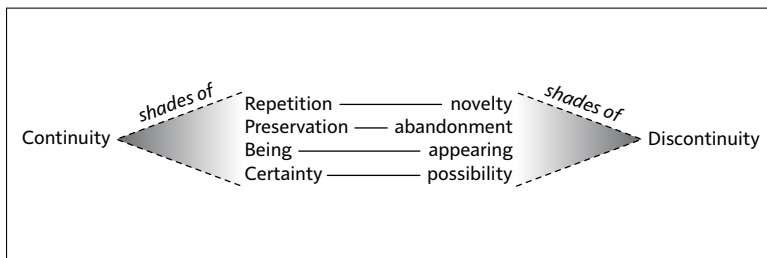 shades of
shades of
Repetition novelty
Preservation abandonment
Continuity Discontinuity
Being appearing
Certainty possibility